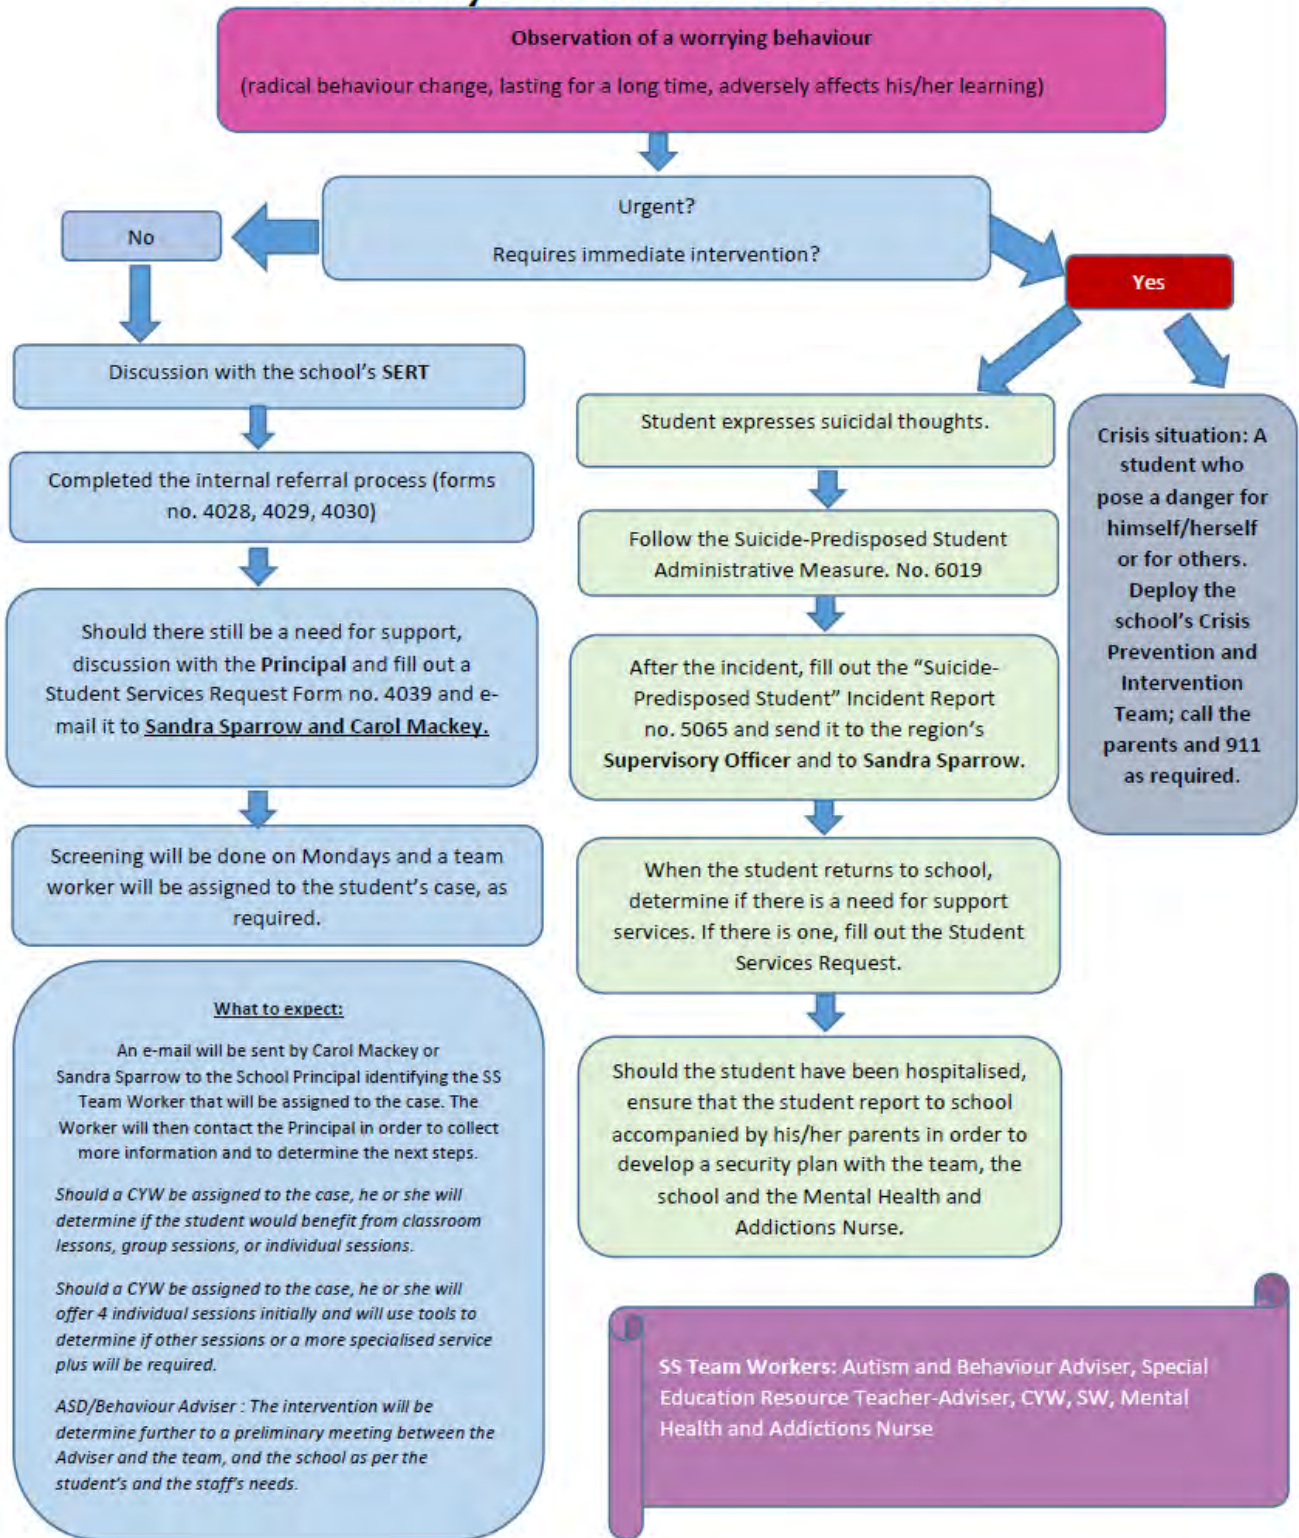 Observation of a worrying behaviour
(radical behaviour change, lasting for a long time, adversely affects his/her learning)
Urgent?
Requires immediate intervention?
No
Yes
Discussion with the school's SERT
Completed the internal referral process (forms
no. 4028, 4029, 4030)
Should there still be a need for support,
discussion with the Principal and fill out a
Student Services Request Form no. 4039 and e-
mail it to Sandra Sparrow and Carol Mackey.
Screening will be done on Mondays and a team
worker will be assigned to the student's case, as
required.
What to expect:
An e-mail will be sent by Carol Mackey or
Sandra Sparrow to the School Principal identifying the SS
Team Worker that will be assigned to the case. The
Worker will then contact the Principal in order to collect
more information and to determine the next steps.
Should a CYW be assigned to the case, he or she will
determine if the student would benefit from classroom
lessons, group sessions, or individual sessions.
Should a CYW be assigned to the case, he or she will
offer 4 individual sessions initially and will use tools to
determine if other sessions or a more specialised service
plus will be required.
ASD/Behaviour Adviser : The intervention will be
determine further to a preliminary meeting between the
Adviser and the team, and the school as per the
student's and the staff's needs.
Student expresses suicidal thoughts.
Follow the Suicide-Predisposed Student
Administrative Measure. No. 6019
After the incident, fill out the “Suicide-
Predisposed Student” Incident Report
no. 5065 and send it to the region's
Supervisory Officer and to Sandra Sparrow.
When the student returns to school,
determine if there is a need for support
services. If there is one, fill out the Student
Services Request.
Should the student have been hospitalised,
ensure that the student report to school
accompanied by his/her parents in order to
develop a security plan with the team, the
school and the Mental Health and
Addictions Nurse.
Crisis situation: A
student who
pose a danger for
himself/herself
or for others.
Deploy the
school's Crisis
Prevention and
Intervention
Team; call the
parents and 911
as required.
SS Team Workers: Autism and Behaviour Adviser, Special
Education Resource Teacher-Adviser, CYW, SW, Mental
Health and Addictions Nurse